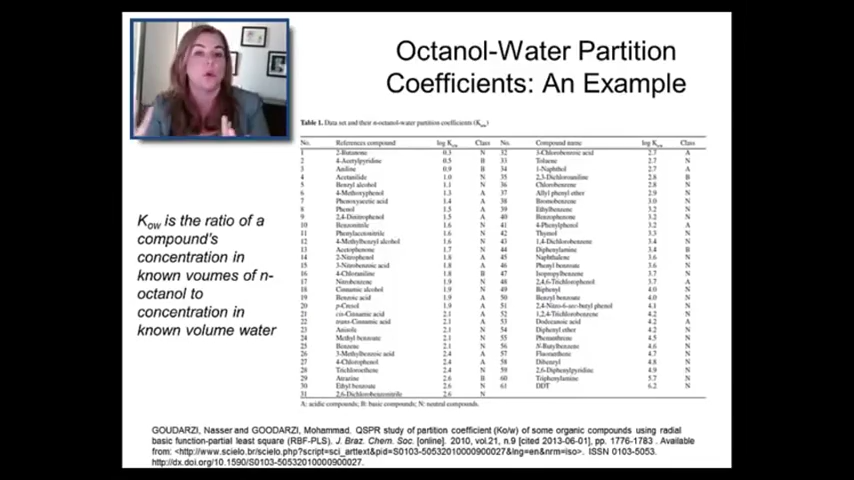 Octanol-Water Partition
Coefficients: An Example
Table 1. Data set and their n-octanol-water partition coefficients (Kow)
No. References compound log Kow Class No. Compound name log Kow Class
1 2-Butanone 0.3 N 32 3-Chlorobenzoic acid 2.7 A
2 4-Acetylpyridine 0.5 B 33 Toluene 2.7 N
3 Aniline 0.9 B 34 1-Naphthol 2.7 A
4 Acetanilide 1.0 N 35 2,3-Dichloroaniline 2.8 B
5 Benzyl alcohol 1.1 N 36 Chlorobenzene 2.8 N
6 4-Methoxyphenol 1.3 A 37 Allyl phenyl ether 2.9 N
7 Phenoxyacetic acid 1.4 A 38 Bromobenzene 3.0 N
8 Phenol 1.5 A 39 Ethylbenzene 3.2 N
9 2,4-Dinitrophenol 1.5 A 40 Benzophenone 3.2 N
10 Benzonitrile 1.6 N 41 4-Phenylphenol 3.2 A
11 Phenylacetonitrile 1.6 N 42 Thymol 3.3 N
12 4-Methylbenzyl alcohol 1.6 N 43 1,4-Dichlorobenzene 3.4 N
13 Acetophenone 1.7 N 44 Diphenylamine 3.4 B
14 2-Nitrophenol 1.8 A 45 Naphthalene 3.6 N
15 3-Nitrobenzoic acid 1.8 A 46 Phenyl benzoate 3.6 N
16 4-Chloraniline 1.8 B 47 Isopropylbenzene 3.7 N
17 Nitrobenzene 1.9 N 48 2,4,6-Trichlorophenol 3.7 A
18 Cinnamic alcohol 1.9 N 49 Biphenyl 4.0 N
19 Benzoic acid 1.9 A 50 Benzyl benzoate 4.0 N
20 p-Cresol 1.9 A 51 2,4-Nitro-6-sec-butyl phenol 4.1 N
21 cis-Cinnamic acid 2.1 A 52 1,2,4-Trichlorobenzene 4.2 N
22 trans-Cinnamic acid 2.1 A 53 Dodecanoic acid 4.2 A
23 Anisole 2.1 N 54 Diphenyl ether 4.2 N
24 Methyl benzoate 2.1 N 55 Phenanthrene 4.5 N
25 Benzene 2.1 N 56 N-Butylbenzene 4.6 N
26 3-Methylbenzoic acid 2.4 A 57 Fluoranthene 4.7 N
27 4-Chlorophenol 2.4 A 58 Dibenzyl 4.8 N
28 Trichloroethene 2.4 N 59 2,6-Diphenylpyridine 4.9 N
29 Atrazine 2.6 B 60 Triphenylamine 5.7 N
30 Ethyl benzoate 2.6 N 61 DDT 6.2 N
31 2,6-Dichlorobenzonitrile 2.6 N
A: acidic compounds; B: basic compounds; N: neutral compounds.
Kow is the ratio of a
compound's
concentration in
known voumes of n-
octanol to
concentration in
known volume water
GOUDARZI, Nasser and GOODARZI, Mohammad. QSPR study of partition coefficient (Ko/w) of some organic compounds using radial
basic function-partial least square (RBF-PLS). J. Braz. Chem. Soc. [online]. 2010, vol.21, n.9 [cited 2013-06-01], pp. 1776-1783 . Available
from: <http://www.scielo.br/scielo.php?script=sci_arttext&pid=S0103-50532010000900027&lng=en&nrm=iso>. ISSN 0103-5053.
http://dx.doi.org/10.1590/S0103-50532010000900027.